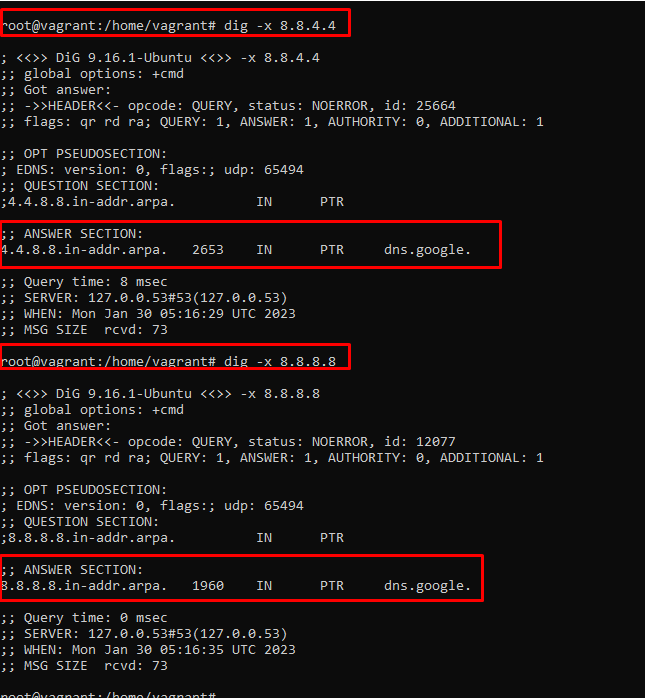 root@vagrant:/home/vagrant# dig -x 8.8.4.4
; <<>> DiG 9.16.1-Ubuntu <<>> -x 8.8.4.4
;; global options: +cmd
;; Got answer:
;; ->>HEADER<<- opcode: QUERY, status: NOERROR, id: 25664
;; flags: qr rd ra; QUERY: 1, ANSWER: 1, AUTHORITY: 0, ADDITIONAL: 1
;; OPT PSEUDOSECTION:
; EDNS: version: 0, flags:; udp: 65494
;; QUESTION SECTION:
;4.4.8.8.in-addr.arpa. IN PTR
;; ANSWER SECTION:
4.4.8.8.in-addr.arpa. 2653 IN PTR dns.google.
;; Query time: 8 msec
;; SERVER: 127.0.0.53#53(127.0.0.53)
;; WHEN: Mon Jan 30 05:16:29 UTC 2023
;; MSG SIZE rcvd: 73
root@vagrant:/home/vagrant# dig -x 8.8.8.8
; <<>> DiG 9.16.1-Ubuntu <<>> -x 8.8.8.8
;; global options: +cmd
;; Got answer:
;; ->>HEADER<<- opcode: QUERY, status: NOERROR, id: 12077
;; flags: qr rd ra; QUERY: 1, ANSWER: 1, AUTHORITY: 0, ADDITIONAL: 1
;; OPT PSEUDOSECTION:
; EDNS: version: 0, flags:; udp: 65494
;; QUESTION SECTION:
;8.8.8.8.in-addr.arpa. IN PTR
;; ANSWER SECTION:
8.8.8.8.in-addr.arpa. 1960 IN PTR dns.google.
;; Query time: 0 msec
;; SERVER: 127.0.0.53#53(127.0.0.53)
;; WHEN: Mon Jan 30 05:16:35 UTC 2023
;; MSG SIZE rcvd: 73
root@vagrant:/home/vagrant#